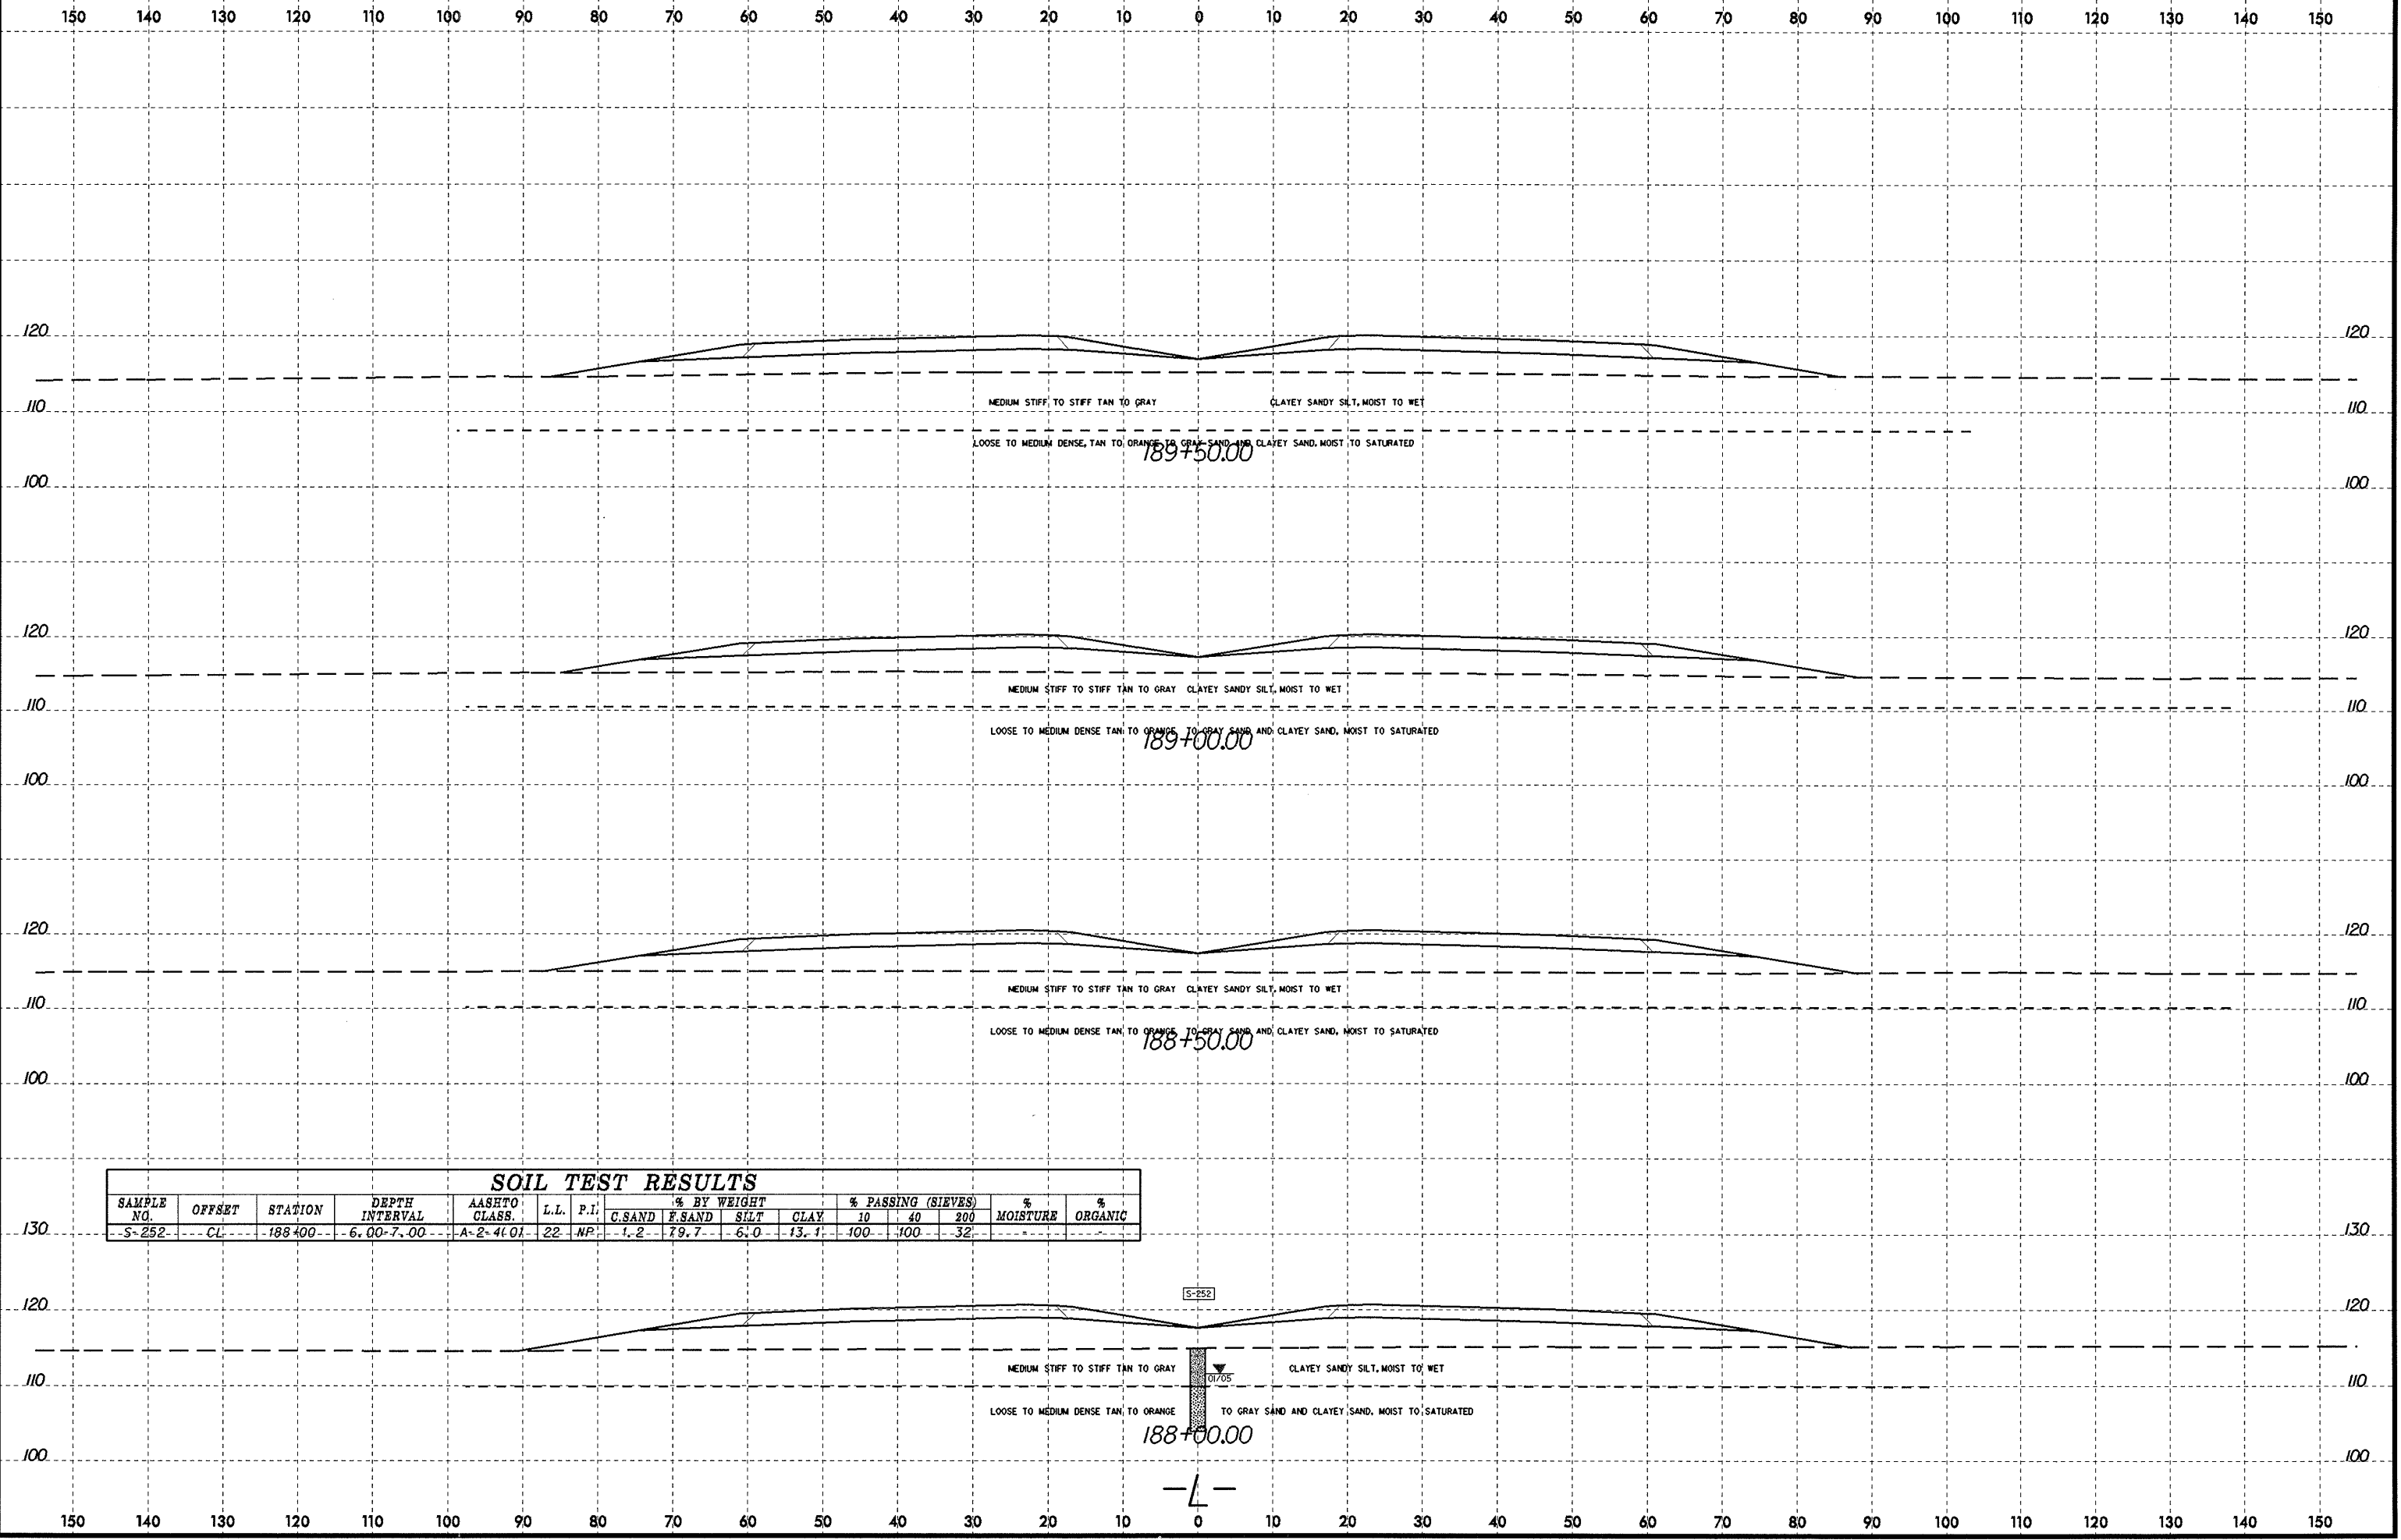 150 140 130 120 110 100 90 80 70 60 50 40 30 20 10 0 10 20 30 40 50 60 70 80 90 100 110 120 130 140 150
120 120
110 MEDIUM STIFF TO STIFF TAN TO GRAY CLAYEY SANDY SILT, MOIST TO WET 110
LOOSE TO MEDIUM DENSE, TAN TO ORANGE TO GRAY SAND AND CLAYEY SAND, MOIST TO SATURATED
189+50.00
100 100
120 120
MEDIUM STIFF TO STIFF TAN TO GRAY CLAYEY SANDY SILT, MOIST TO WET
110 110
LOOSE TO MEDIUM DENSE TAN TO ORANGE TO GRAY SAND AND CLAYEY SAND, MOIST TO SATURATED
189+00.00
100 100
120 120
MEDIUM STIFF TO STIFF TAN TO GRAY CLAYEY SANDY SILT, MOIST TO WET
110 110
LOOSE TO MEDIUM DENSE TAN TO ORANGE TO GRAY SAND AND CLAYEY SAND, MOIST TO SATURATED
188+50.00
100 100
SOIL TEST RESULTS
SAMPLE NO. OFFSET STATION DEPTH INTERVAL AASHTO CLASS. L.L. P.I. % BY WEIGHT % PASSING (SIEVES) % MOISTURE % ORGANIC
C.SAND F.SAND SILT CLAY 10 40 200
S-252 CL 188+00 6.00-7.00 A-2-4(0) 22 NP 1.2 79.7 6.0 13.1 100 100 32 - -
130 130
S-252
120 120
MEDIUM STIFF TO STIFF TAN TO GRAY CLAYEY SANDY SILT, MOIST TO WET
01/05
110 110
LOOSE TO MEDIUM DENSE TAN TO ORANGE TO GRAY SAND AND CLAYEY SAND, MOIST TO SATURATED
188+00.00
100 100
-L-
150 140 130 120 110 100 90 80 70 60 50 40 30 20 10 0 10 20 30 40 50 60 70 80 90 100 110 120 130 140 150